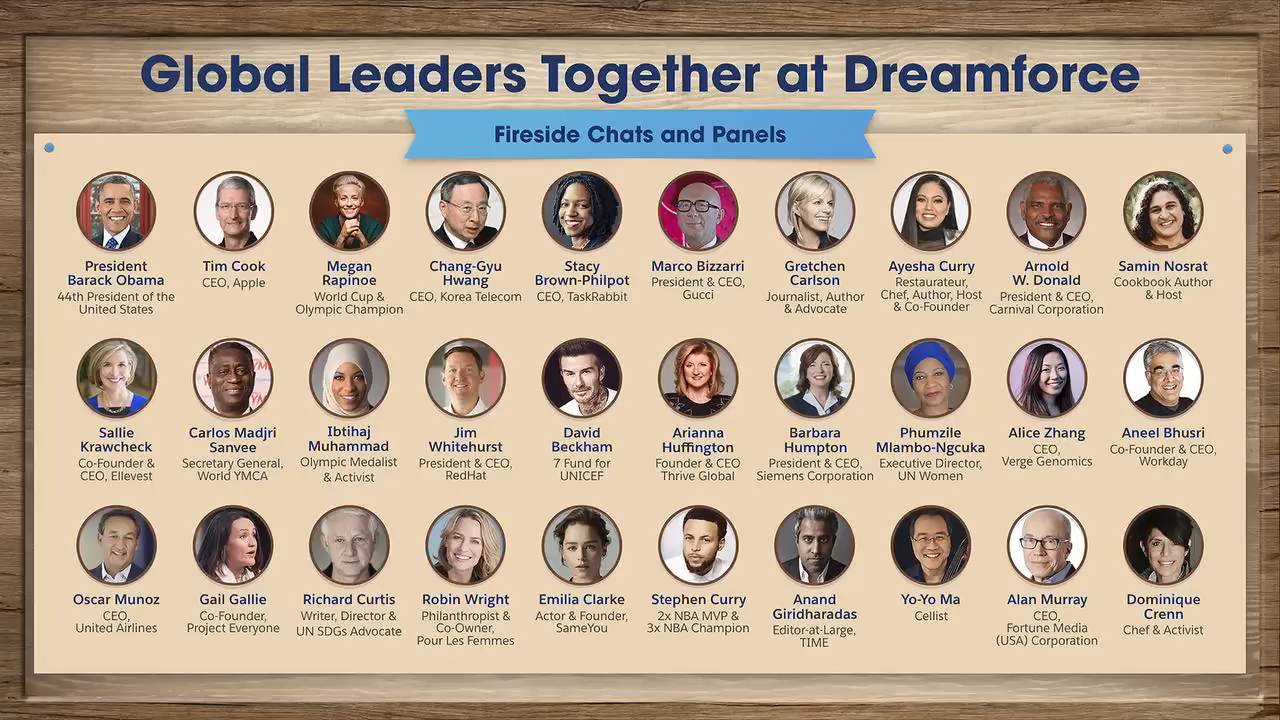 Global Leaders Together at Dreamforce
Fireside Chats and Panels
President
Barack Obama
44th President of the
United States
Tim Cook
CEO, Apple
Megan
Rapinoe
World Cup &
Olympic Champion
Chang-Gyu
Hwang
CEO, Korea Telecom
Stacy
Brown-Philpot
CEO, TaskRabbit
Marco Bizzarri
President & CEO,
Gucci
Gretchen
Carlson
Journalist, Author
& Advocate
Ayesha Curry
Restaurateur,
Chef, Author, Host
& Co-Founder
Arnold
W. Donald
President & CEO,
Carnival Corporation
Samin Nosrat
Cookbook Author
& Host
Sallie
Krawcheck
Co-Founder &
CEO, Ellevest
Carlos Madjri
Sanvee
Secretary General,
World YMCA
Ibtihaj
Muhammad
Olympic Medalist
& Activist
Jim
Whitehurst
President & CEO,
RedHat
David
Beckham
7 Fund for
UNICEF
Arianna
Huffington
Founder & CEO
Thrive Global
Barbara
Humpton
President & CEO,
Siemens Corporation
Phumzile
Mlambo-Ngcuka
Executive Director,
UN Women
Alice Zhang
CEO,
Verge Genomics
Aneel Bhusri
Co-Founder & CEO,
Workday
Oscar Munoz
CEO,
United Airlines
Gail Gallie
Co-Founder,
Project Everyone
Richard Curtis
Writer, Director &
UN SDGs Advocate
Robin Wright
Philanthropist &
Co-Owner,
Pour Les Femmes
Emilia Clarke
Actor & Founder,
SameYou
Stephen Curry
2x NBA MVP &
3x NBA Champion
Anand
Giridharadas
Editor-at-Large,
TIME
Yo-Yo Ma
Cellist
Alan Murray
CEO,
Fortune Media
(USA) Corporation
Dominique
Crenn
Chef & Activist